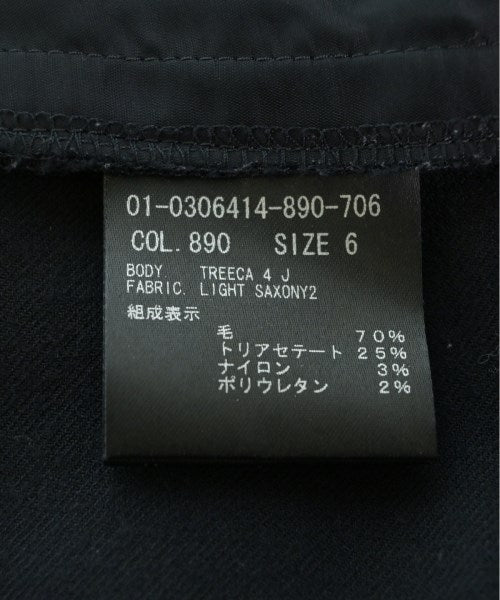 01-0306414-890-706
COL. 890 SIZE 6
BODY. TREECA 4 J
FABRIC. LIGHT SAXONY2
組成表示
毛 70%
トリアセテート 25%
ナイロン 3%
ポリウレタン 2%